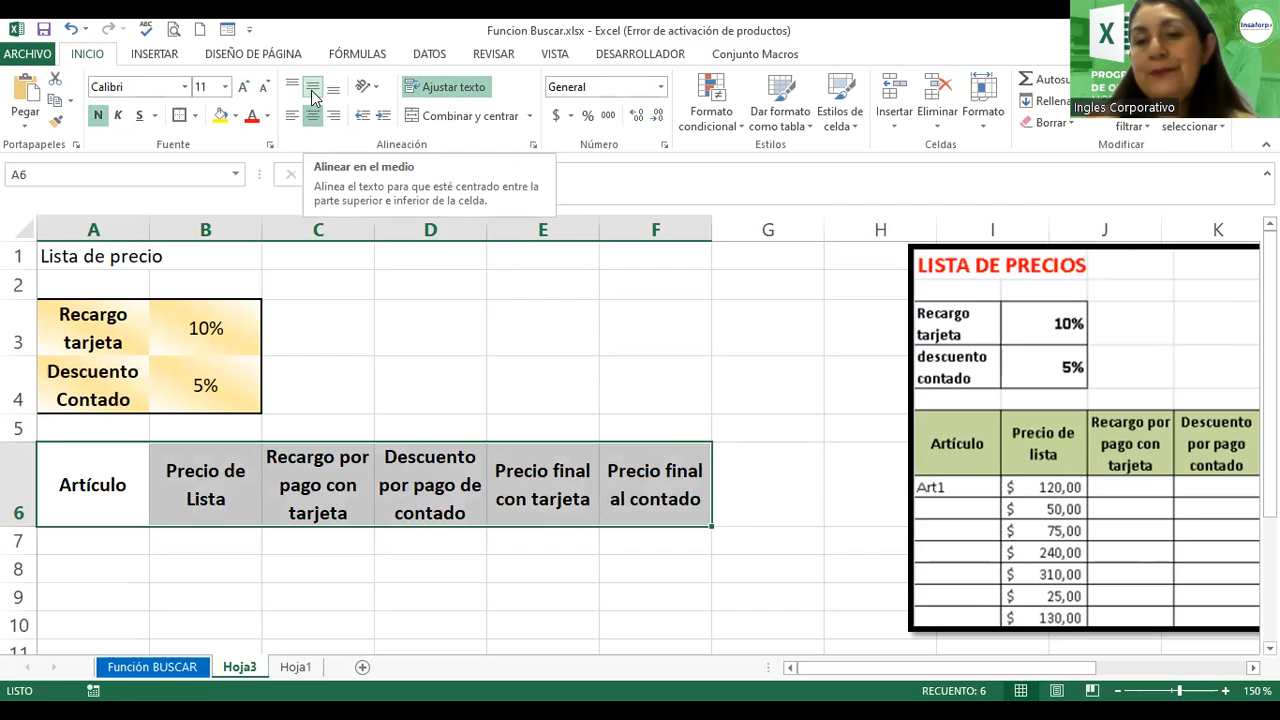 Funcion Buscar.xlsx - Excel (Error de activación de productos)
ARCHIVO INICIO INSERTAR DISEÑO DE PÁGINA FÓRMULAS DATOS REVISAR VISTA DESARROLLADOR Conjunto Macros
Insaforp
Ingles Corporativo
Pegar
Calibri 11
N K S
Ajustar texto
Combinar y centrar
General
$ % 000
Formato condicional
Dar formato como tabla
Estilos de celda
Insertar
Eliminar
Formato
Autosu
Rellena
Borrar
filtrar
seleccionar
Portapapeles Fuente Alineación Número Estilos Celdas Modificar
A6
Alinear en el medio
Alinea el texto para que esté centrado entre la
parte superior e inferior de la celda.
A B C D E F G H I J K
1 Lista de precio
2
3 Recargo tarjeta 10%
4 Descuento Contado 5%
5
6 Artículo Precio de Lista Recargo por pago con tarjeta Descuento por pago de contado Precio final con tarjeta Precio final al contado
7
8
9
10
11
LISTA DE PRECIOS
Recargo tarjeta 10%
descuento contado 5%
Artículo Precio de lista Recargo por pago con tarjeta Descuento por pago contado
Art1 $ 120,00
$ 50,00
$ 75,00
$ 240,00
$ 310,00
$ 25,00
$ 130,00
Función BUSCAR Hoja3 Hoja1
LISTO
RECUENTO: 6
150 %